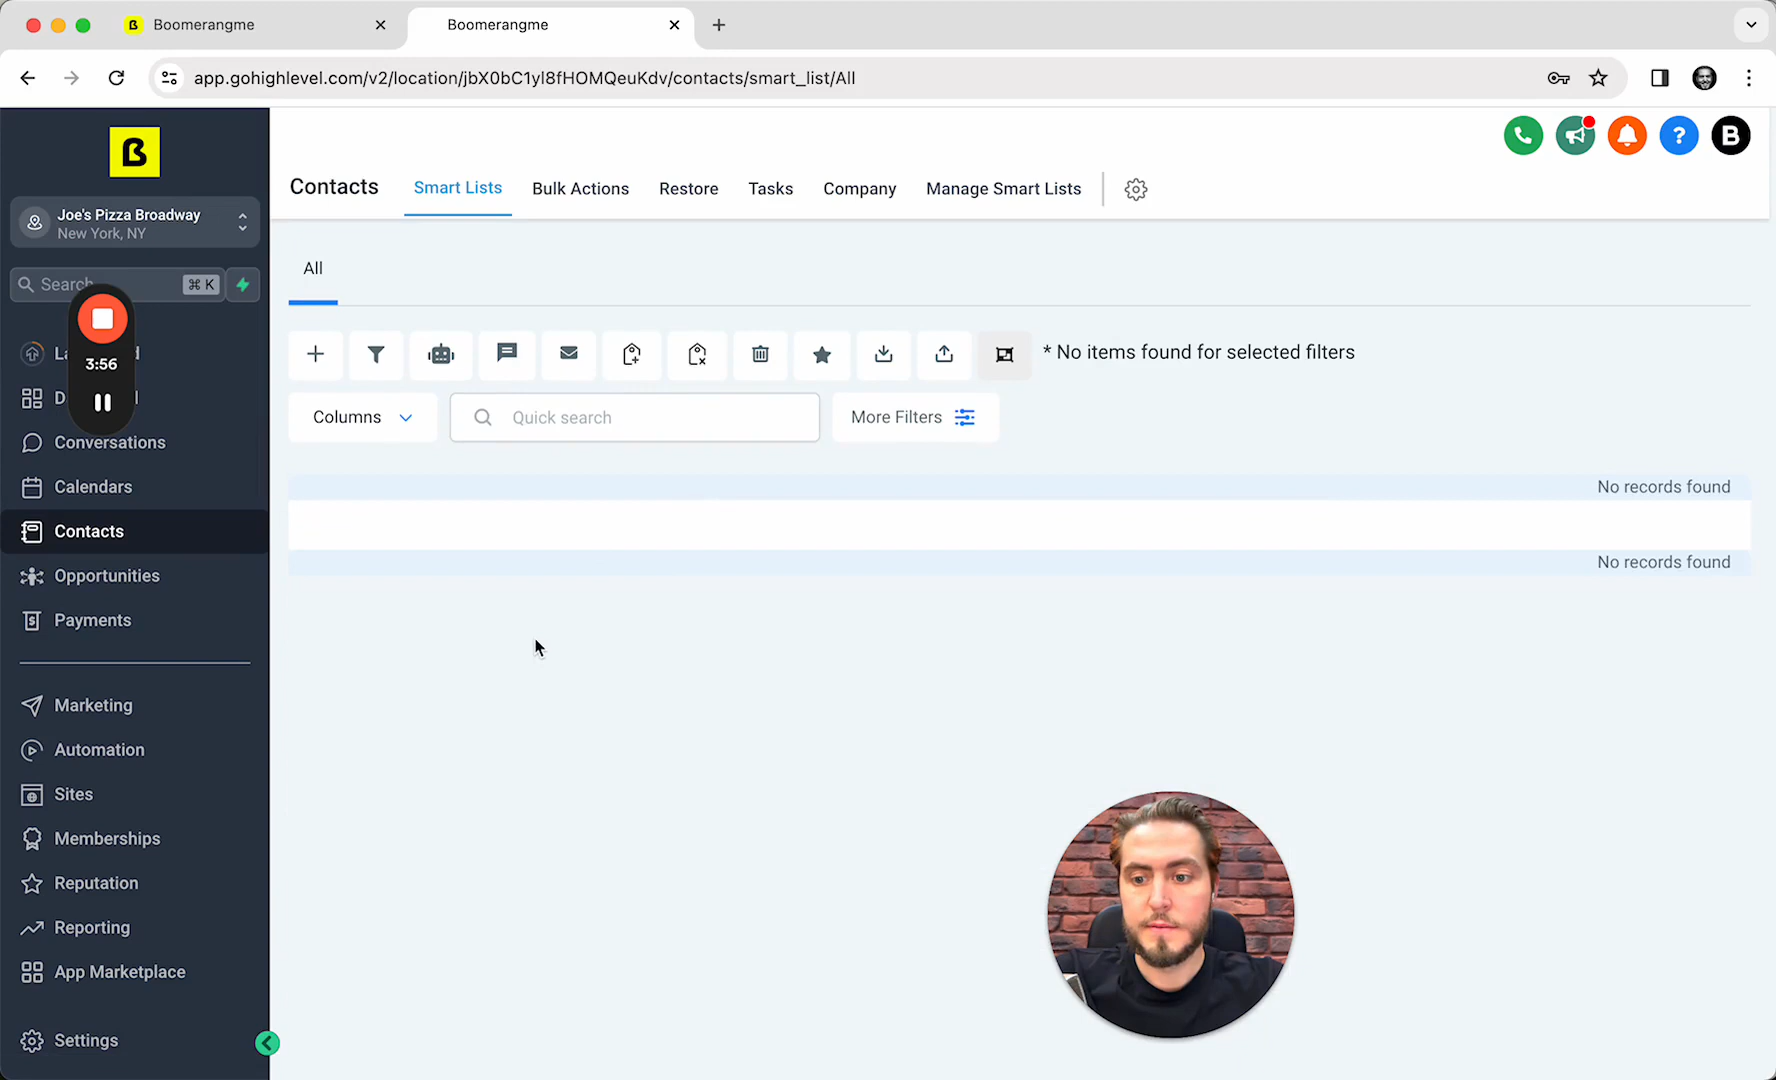 Boomerangme
Boomerangme
app.gohighlevel.com/v2/location/jbX0bC1yl8fHOMQeuKdv/contacts/smart_list/All
Joe's Pizza Broadway
New York, NY
Search
⌘ K
3:56
Conversations
Calendars
Contacts
Opportunities
Payments
Marketing
Automation
Sites
Memberships
Reputation
Reporting
App Marketplace
Settings
Contacts
Smart Lists
Bulk Actions
Restore
Tasks
Company
Manage Smart Lists
All
* No items found for selected filters
Columns
Quick search
More Filters
No records found
No records found